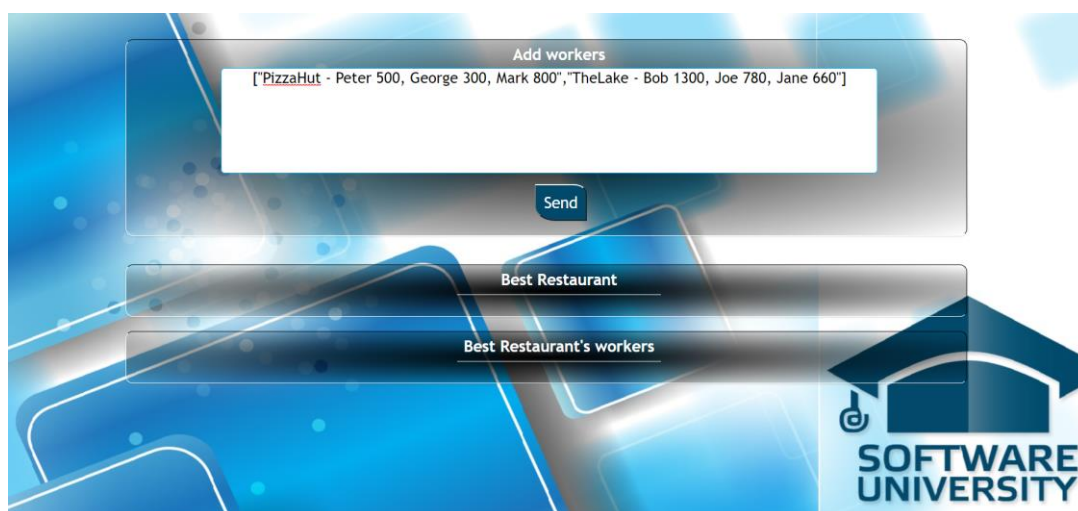 Add workers
["PizzaHut - Peter 500, George 300, Mark 800","TheLake - Bob 1300, Joe 780, Jane 660"]
Send
Best Restaurant
Best Restaurant's workers
SOFTWARE
UNIVERSITY